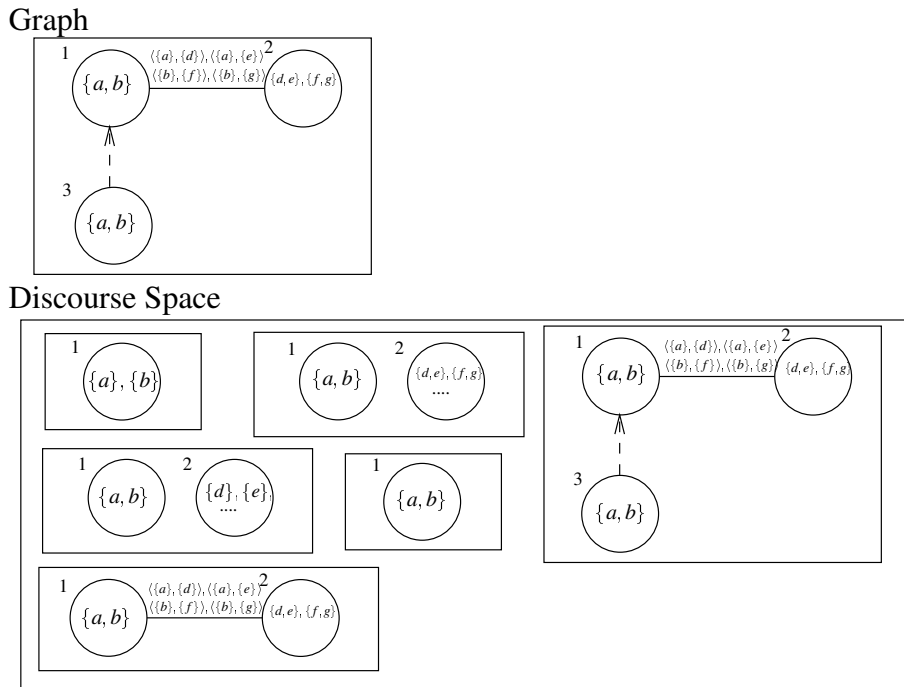 Graph
1
{a, b}
⟨{a}, {d}⟩, ⟨{a}, {e}⟩
⟨{b}, {f}⟩, ⟨{b}, {g}⟩
2
{d, e}, {f, g}
3
{a, b}
Discourse Space
1
{a}, {b}
1
{a, b}
2
{d, e}, {f, g}
....
1
{a, b}
⟨{a}, {d}⟩, ⟨{a}, {e}⟩
⟨{b}, {f}⟩, ⟨{b}, {g}⟩
2
{d, e}, {f, g}
3
{a, b}
1
{a, b}
2
{d}, {e},
....
1
{a, b}
1
{a, b}
⟨{a}, {d}⟩, ⟨{a}, {e}⟩
⟨{b}, {f}⟩, ⟨{b}, {g}⟩
2
{d, e}, {f, g}